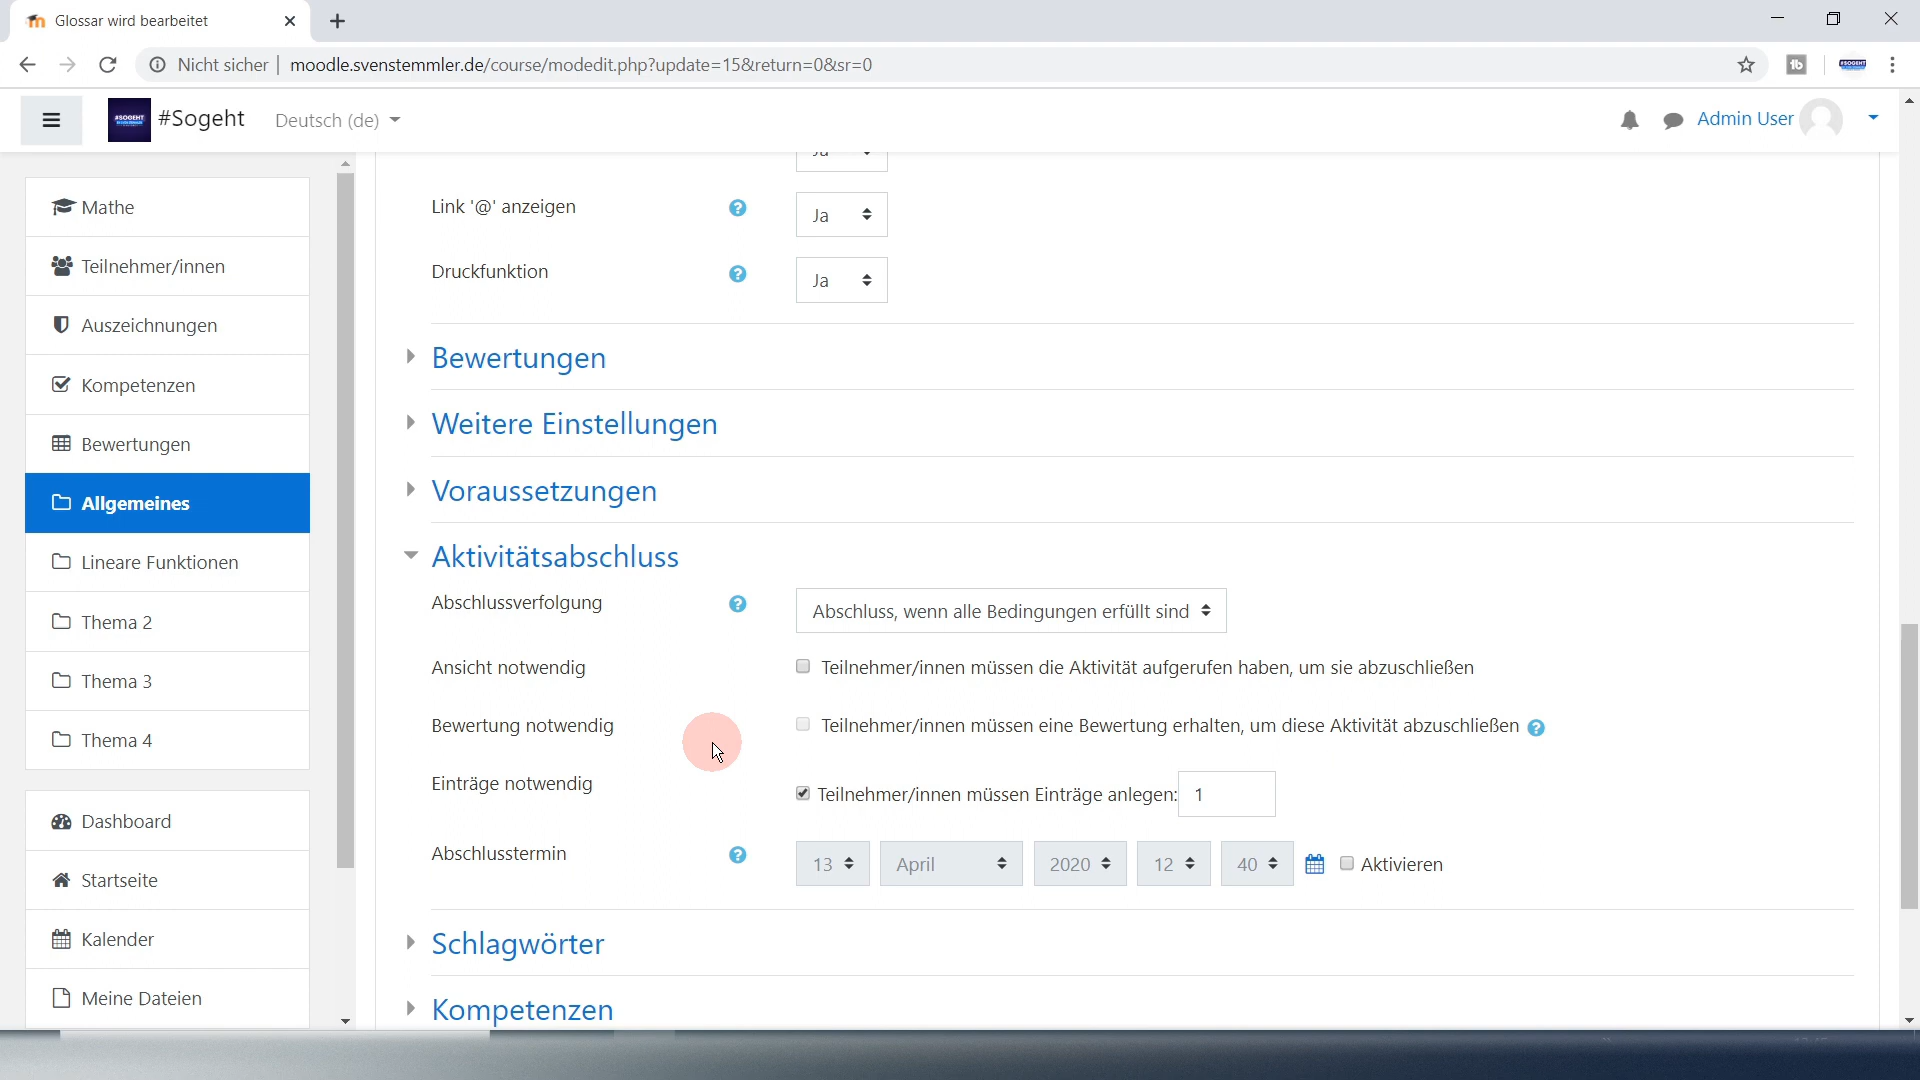 Glossar wird bearbeitet
Nicht sicher | moodle.svenstemmler.de/course/modedit.php?update=15&return=0&sr=0
#SOGEHT
#SOGEHT
#Sogeht
Deutsch (de)
Admin User
Mathe
Teilnehmer/innen
Auszeichnungen
Kompetenzen
Bewertungen
Allgemeines
Lineare Funktionen
Thema 2
Thema 3
Thema 4
Dashboard
Startseite
Kalender
Meine Dateien
Ja
Link '@' anzeigen
Ja
Druckfunktion
Ja
Bewertungen
Weitere Einstellungen
Voraussetzungen
Aktivitätsabschluss
Abschlussverfolgung
Abschluss, wenn alle Bedingungen erfüllt sind
Ansicht notwendig
Teilnehmer/innen müssen die Aktivität aufgerufen haben, um sie abzuschließen
Bewertung notwendig
Teilnehmer/innen müssen eine Bewertung erhalten, um diese Aktivität abzuschließen
Einträge notwendig
Teilnehmer/innen müssen Einträge anlegen: 1
Abschlusstermin
13 April 2020 12 40 Aktivieren
Schlagwörter
Kompetenzen